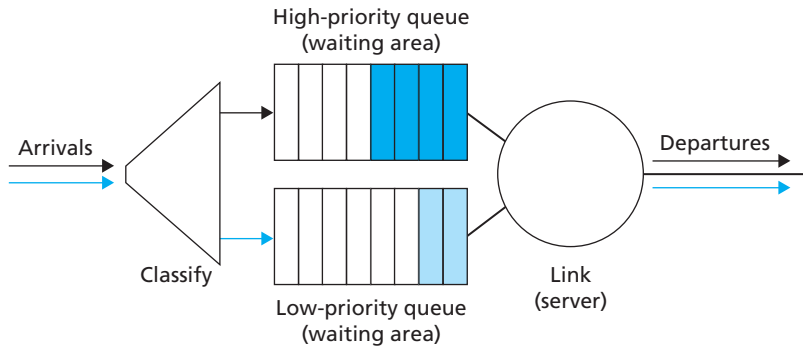 High-priority queue
(waiting area)
Arrivals
Departures
Classify
Link
(server)
Low-priority queue
(waiting area)